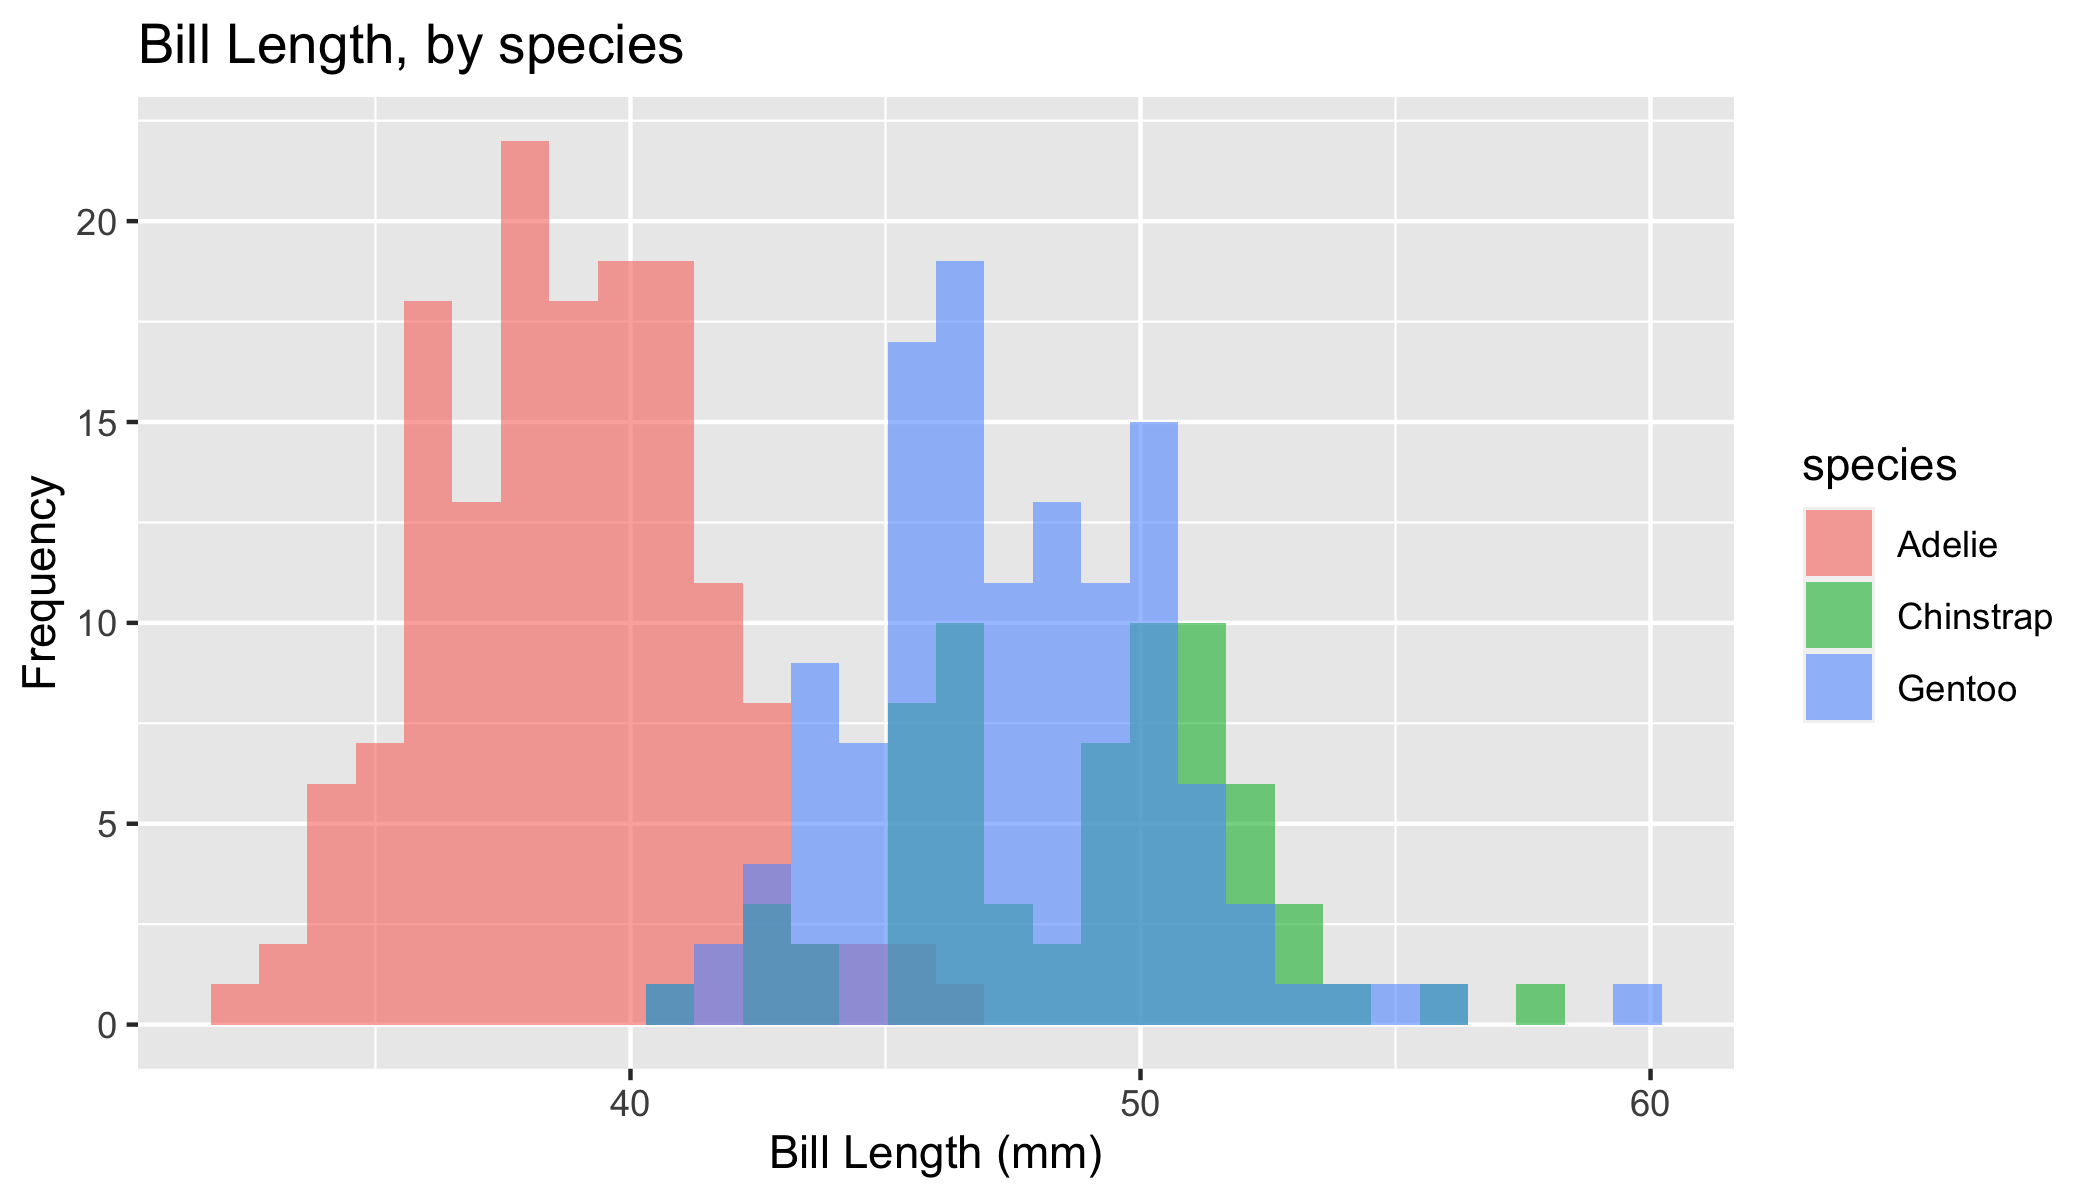 Bill Length, by species
20
15
10
5
0
Frequency
40 50 60
Bill Length (mm)
species
Adelie
Chinstrap
Gentoo